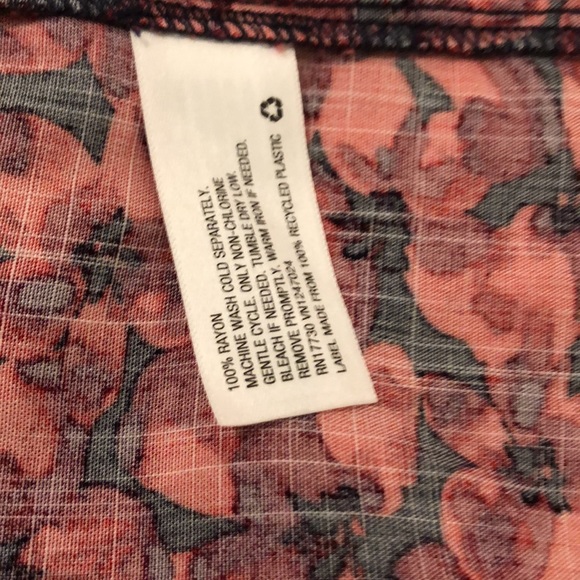 100% RAYON
MACHINE WASH COLD SEPARATELY.
GENTLE CYCLE. ONLY NON-CHLORINE
BLEACH IF NEEDED. TUMBLE DRY LOW.
REMOVE PROMPTLY. WARM IRON IF NEEDED.
RN17730 VN1247024
LABEL MADE FROM 100% RECYCLED PLASTIC